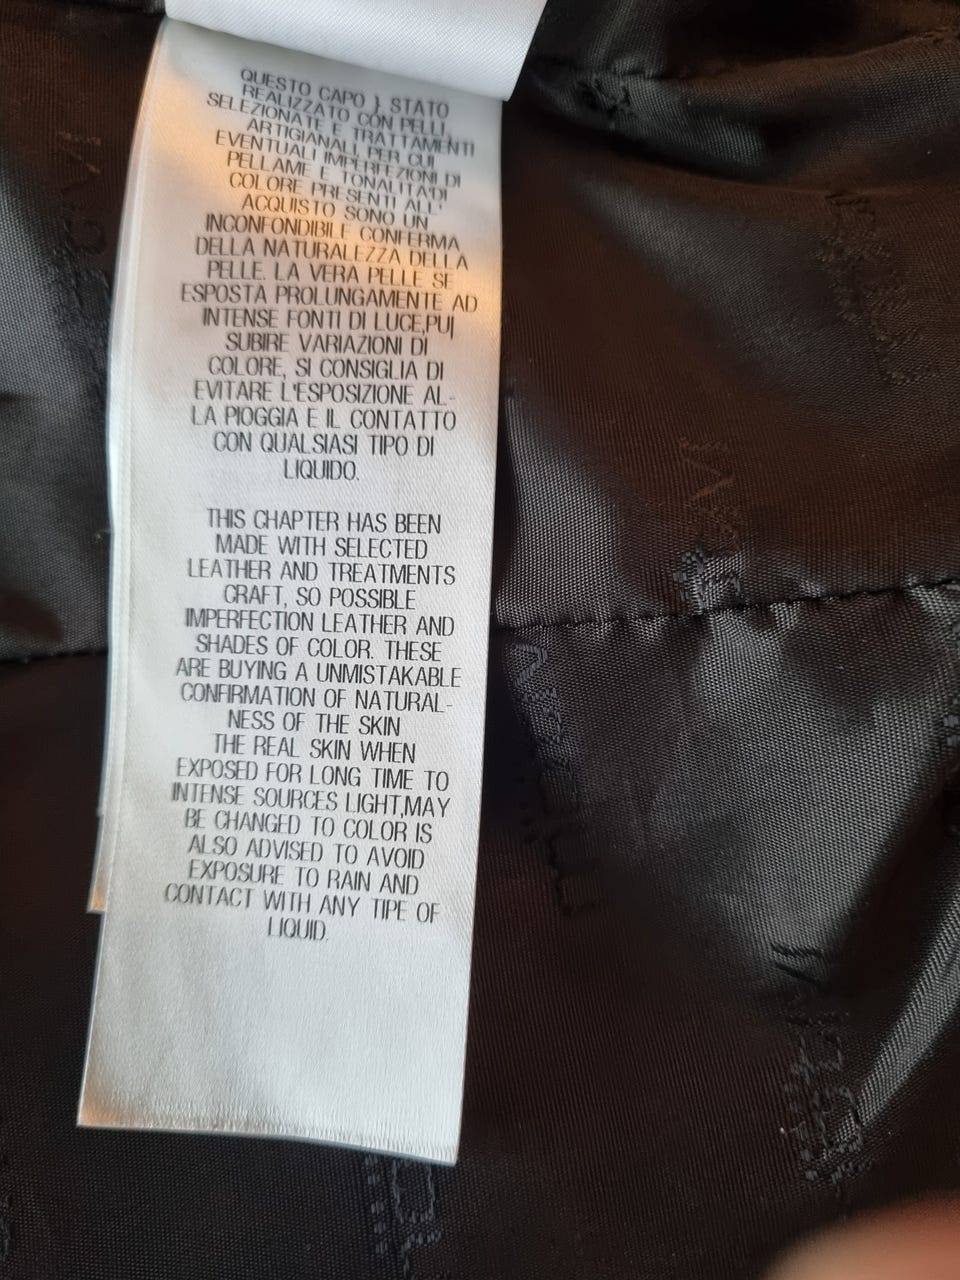 QUESTO CAPO }, STATO
REALIZZATO CON PELLI,
SELEZIONATE E TRATTAMENTI
ARTIGIANALI, PER CUI
EVENTUALI IMPERFEZIONI DI
PELLAME E TONALITA'DI
COLORE PRESENTI ALL'
ACQUISTO SONO UN
INCONFONDIBILE CONFERMA
DELLA NATURALEZZA DELLA
PELLE. LA VERA PELLE SE
ESPOSTA PROLUNGAMENTE AD
INTENSE FONTI DI LUCE,PU|
SUBIRE VARIAZIONI DI
COLORE, SI CONSIGLIA DI
EVITARE L'ESPOSIZIONE AL-
LA PIOGGIA E IL CONTATTO
CON QUALSIASI TIPO DI
LIQUIDO.
THIS CHAPTER HAS BEEN
MADE WITH SELECTED
LEATHER AND TREATMENTS
CRAFT, SO POSSIBLE
IMPERFECTION LEATHER AND
SHADES OF COLOR. THESE
ARE BUYING A UNMISTAKABLE
CONFIRMATION OF NATURAL-
NESS OF THE SKIN
THE REAL SKIN WHEN
EXPOSED FOR LONG TIME TO
INTENSE SOURCES LIGHT,MAY
BE CHANGED TO COLOR IS
ALSO ADVISED TO AVOID
EXPOSURE TO RAIN AND
CONTACT WITH ANY TIPE OF
LIQUID.